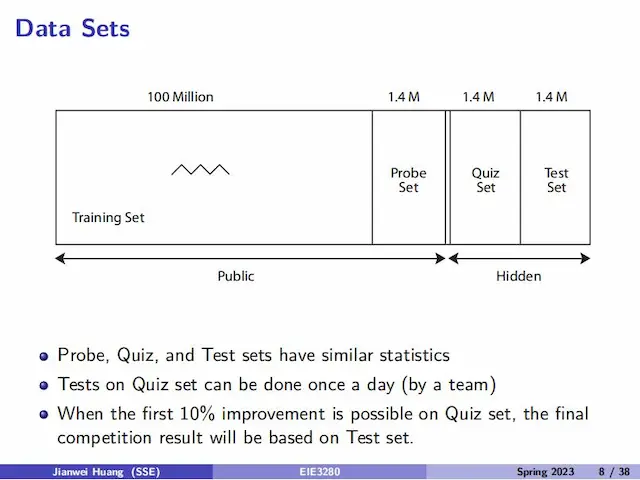 Data Sets
100 Million 1.4 M 1.4 M 1.4 M
Probe Set
Quiz Set
Test Set
Training Set
Public
Hidden
Probe, Quiz, and Test sets have similar statistics
Tests on Quiz set can be done once a day (by a team)
When the first 10% improvement is possible on Quiz set, the final
competition result will be based on Test set.
Jianwei Huang (SSE) EIE3280 Spring 2023 8 / 38